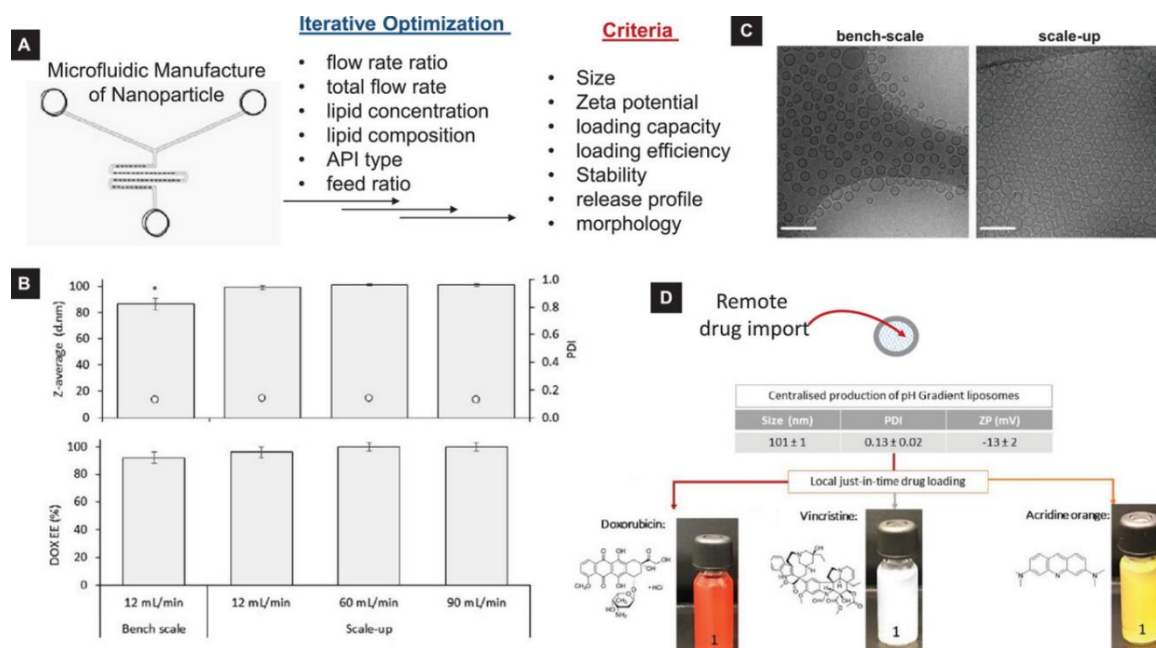 A
Microfluidic Manufacture
of Nanoparticle
Iterative Optimization
• flow rate ratio
• total flow rate
• lipid concentration
• lipid composition
• API type
• feed ratio
Criteria
• Size
• Zeta potential
• loading capacity
• loading efficiency
• Stability
• release profile
• morphology
C
bench-scale
scale-up
B
Z-average (d.nm)
100
80
60
40
20
0
*
1.0
0.8
0.6
0.4
0.2
0.0
PDI
DOX EE (%)
100
80
60
40
20
0
12 mL/min
12 mL/min
60 mL/min
90 mL/min
Bench scale
Scale-up
D
Remote
drug import
Centralised production of pH Gradient liposomes
Size (nm) PDI ZP (mV)
101 ± 1 0.13 ± 0.02 -13 ± 2
Local just-in-time drug loading
Doxorubicin:
Vincristine:
Acridine orange:
• HCl
1
1
1